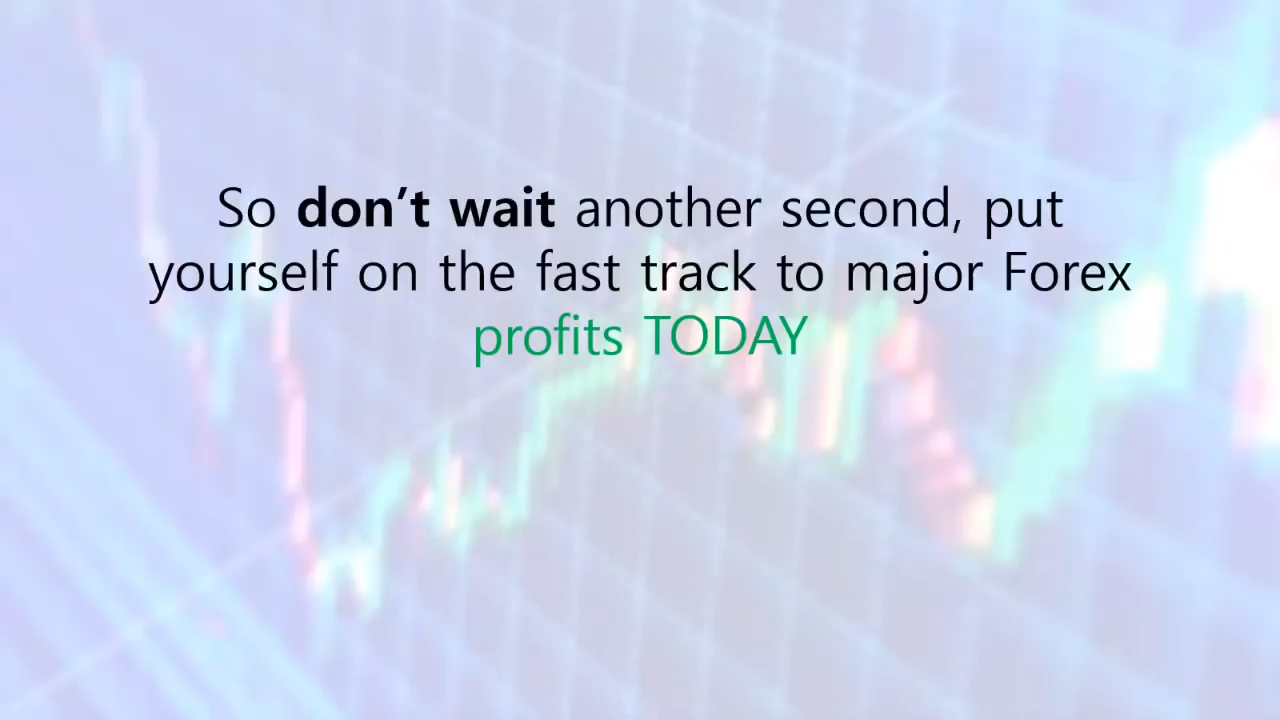 So don’t wait another second, put
yourself on the fast track to major Forex
profits TODAY